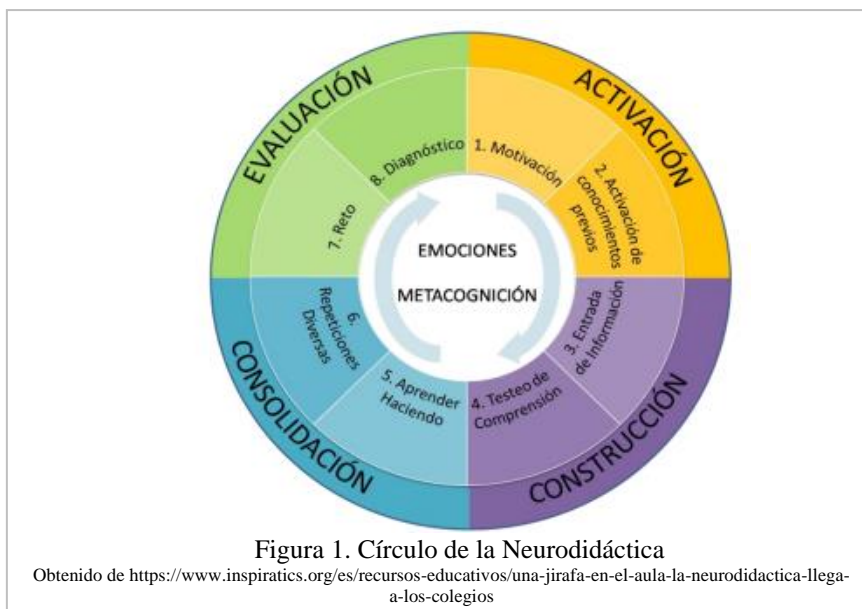 EVALUACIÓN
ACTIVACIÓN
CONSTRUCCIÓN
CONSOLIDACIÓN
1. Motivación
2. Activación de
conocimientos
previos
3. Entrada
de Información
4. Testeo de
Comprensión
5. Aprender
Haciendo
6.
Repeticiones
Diversas
7. Reto
8. Diagnóstico
EMOCIONES
METACOGNICIÓN
Figura 1. Círculo de la Neurodidáctica
Obtenido de https://www.inspiratics.org/es/recursos-educativos/una-jirafa-en-el-aula-la-neurodidactica-llega-
a-los-colegios